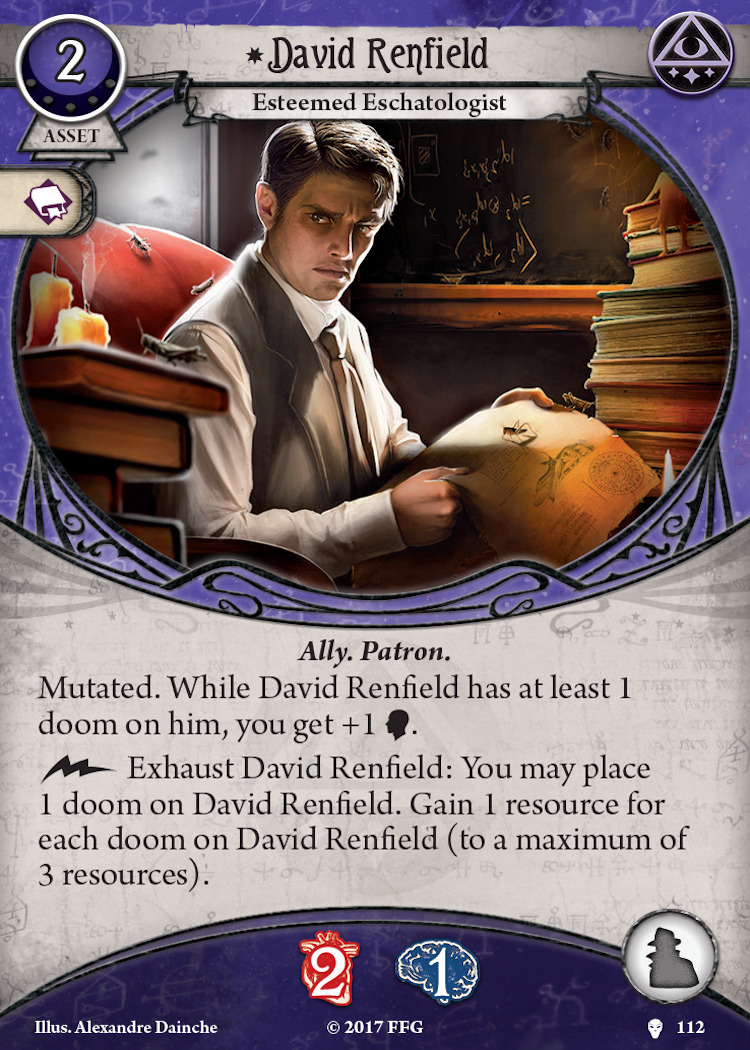 2
David Renfield
Esteemed Eschatologist
ASSET
Ally. Patron.
Mutated. While David Renfield has at least 1
doom on him, you get +1 .
Exhaust David Renfield: You may place
1 doom on David Renfield. Gain 1 resource for
each doom on David Renfield (to a maximum of
3 resources).
2
1
Illus. Alexandre Dainche
© 2017 FFG
112